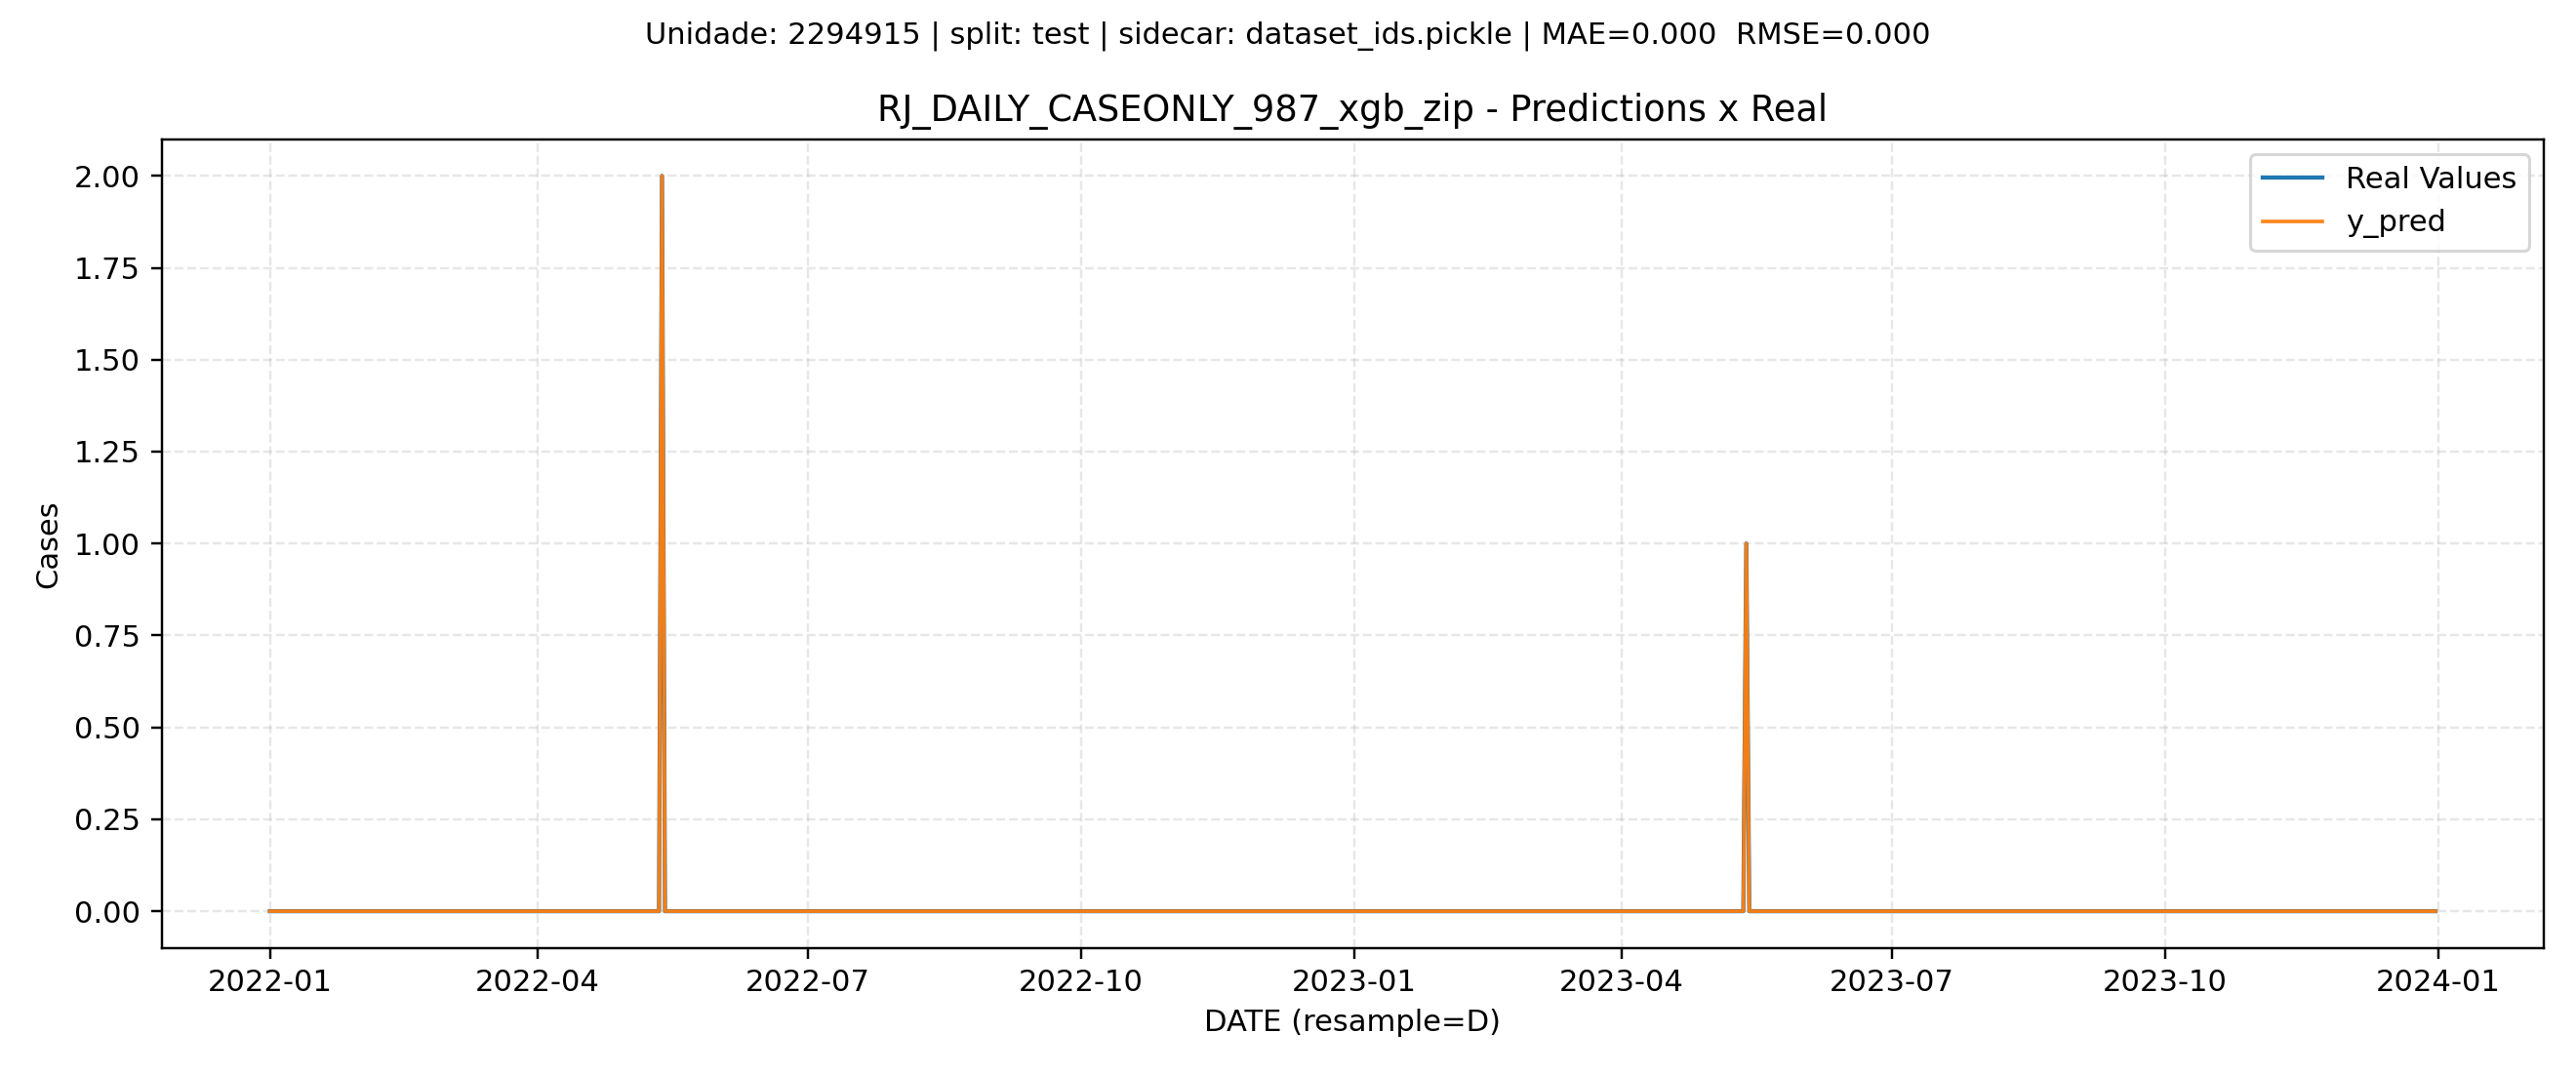 Unidade: 2294915 | split: test | sidecar: dataset_ids.pickle | MAE=0.000  RMSE=0.000
RJ_DAILY_CASEONLY_987_xgb_zip - Predictions x Real
Real Values
y_pred
Cases
2.00
1.75
1.50
1.25
1.00
0.75
0.50
0.25
0.00
2022-01 2022-04 2022-07 2022-10 2023-01 2023-04 2023-07 2023-10 2024-01
DATE (resample=D)